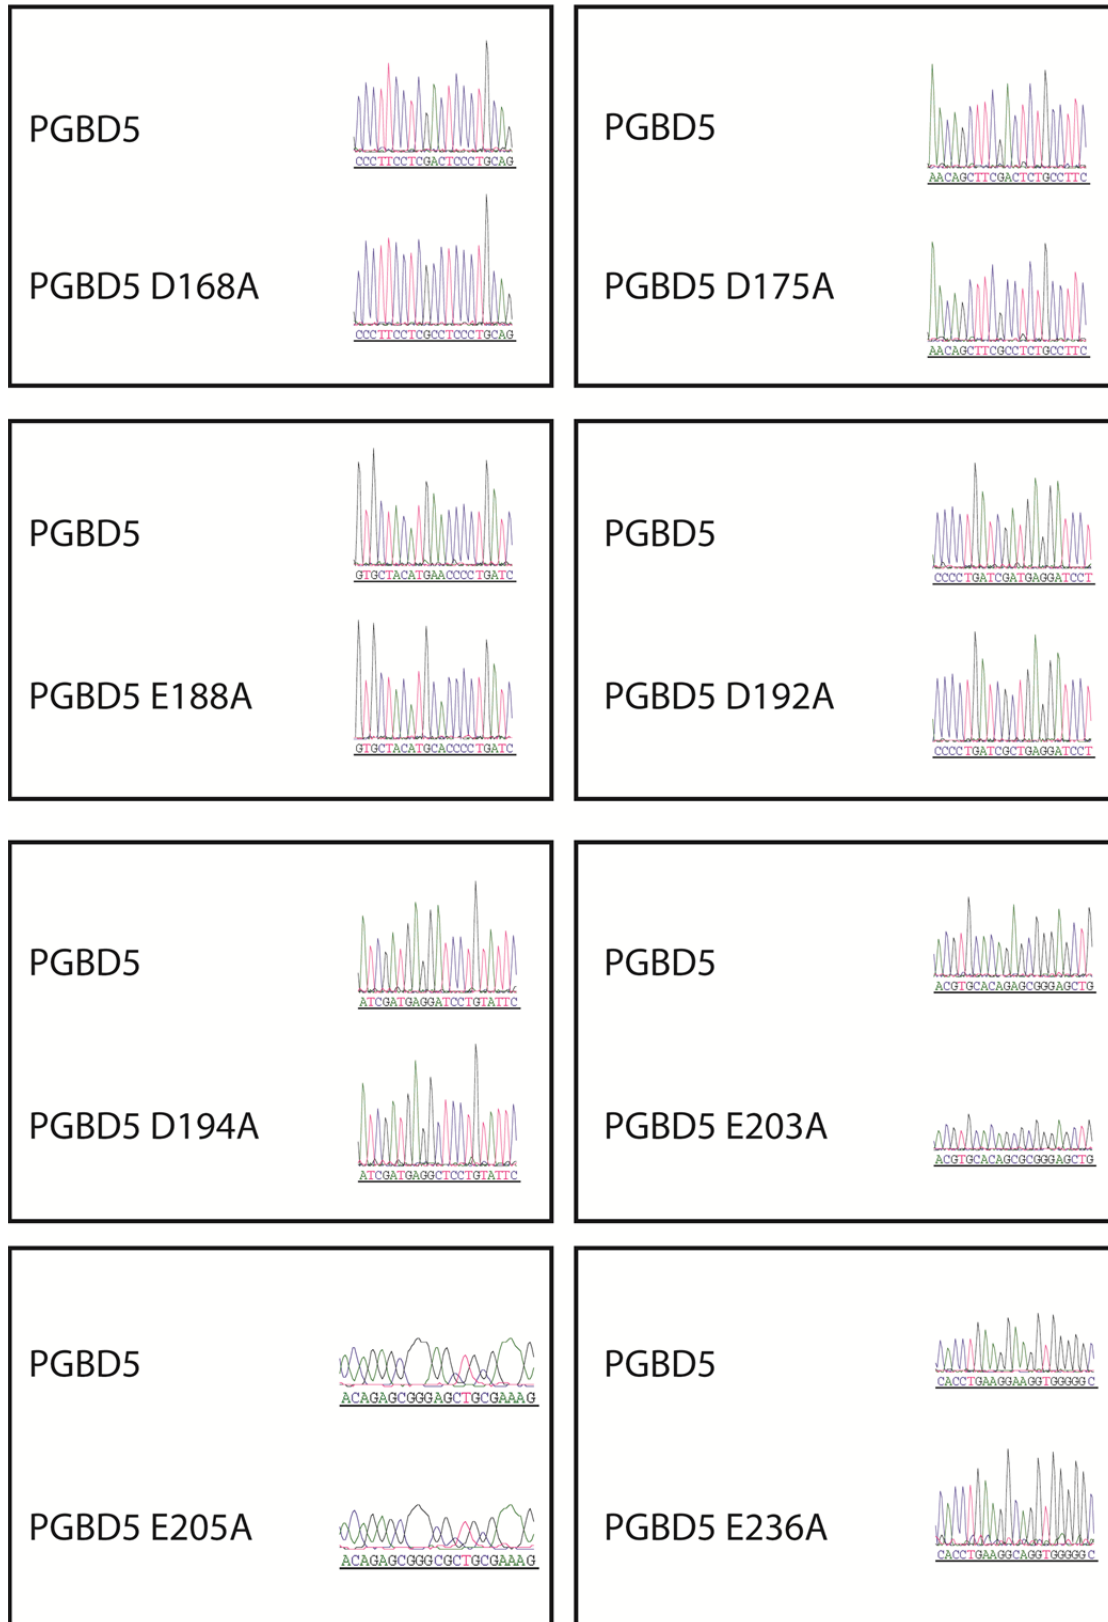 PGBD5
CCCTTCCTCGACTCCCTGCAG
PGBD5 D168A
CCCTTCCTCGCCTCCCTGCAG
PGBD5
AACAGCTTCGACTCTGCCTTC
PGBD5 D175A
AACAGCTTCGCCTCTGCCTTC
PGBD5
GTGCTACATGAACCCCTGATC
PGBD5 E188A
GTGCTACATGCACCCCTGATC
PGBD5
CCCCTGATCGATGAGGATCCT
PGBD5 D192A
CCCCTGATCGCTGAGGATCCT
PGBD5
ATCGATGAGGATCCTGTATTC
PGBD5 D194A
ATCGATGAGGCTCCTGTATTC
PGBD5
ACGTGCACAGAGCGGGAGCTG
PGBD5 E203A
ACGTGCACAGCGCGGGAGCTG
PGBD5
ACAGAGCGGGAGCTGCGAAAG
PGBD5 E205A
ACAGAGCGGGCGCTGCGAAAG
PGBD5
CACCTGAAGGAAGGTGGGGGC
PGBD5 E236A
CACCTGAAGGCAGGTGGGGGC